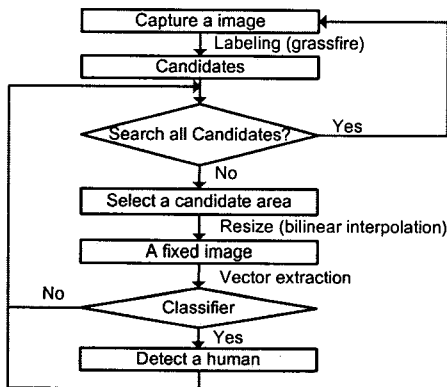 Capture a image
Labeling (grassfire)
Candidates
Search all Candidates?
Yes
No
Select a candidate area
Resize (bilinear interpolation)
A fixed image
Vector extraction
No
Classifier
Yes
Detect a human